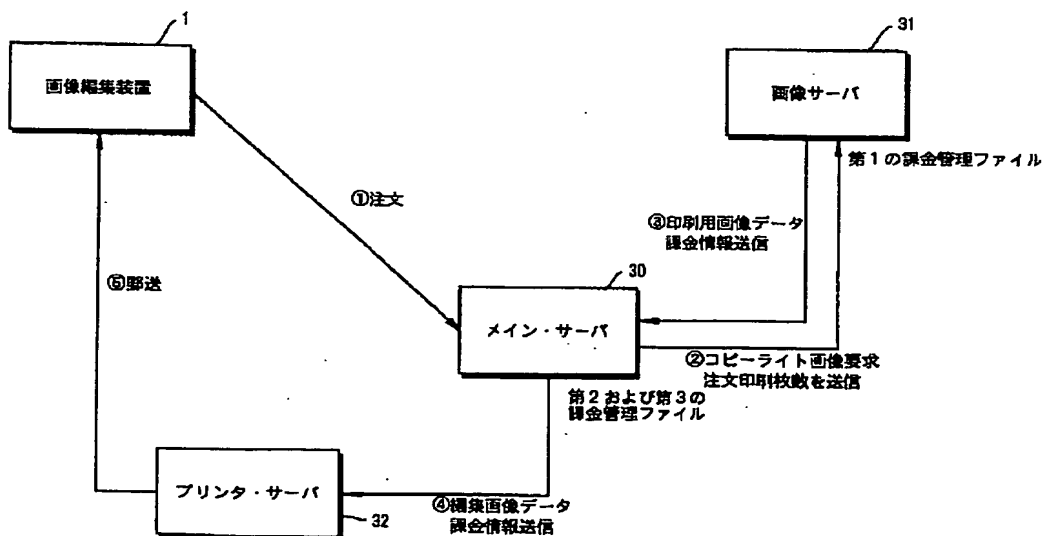 1
画像編集装置
31
画像サーバ
第1の課金管理ファイル
①注文
③印刷用画像データ
課金情報送信
⑤郵送
30
メイン・サーバ
②コピーライト画像要求
注文印刷枚数を送信
第2および第3の
課金管理ファイル
プリンタ・サーバ
32
④編集画像データ
課金情報送信